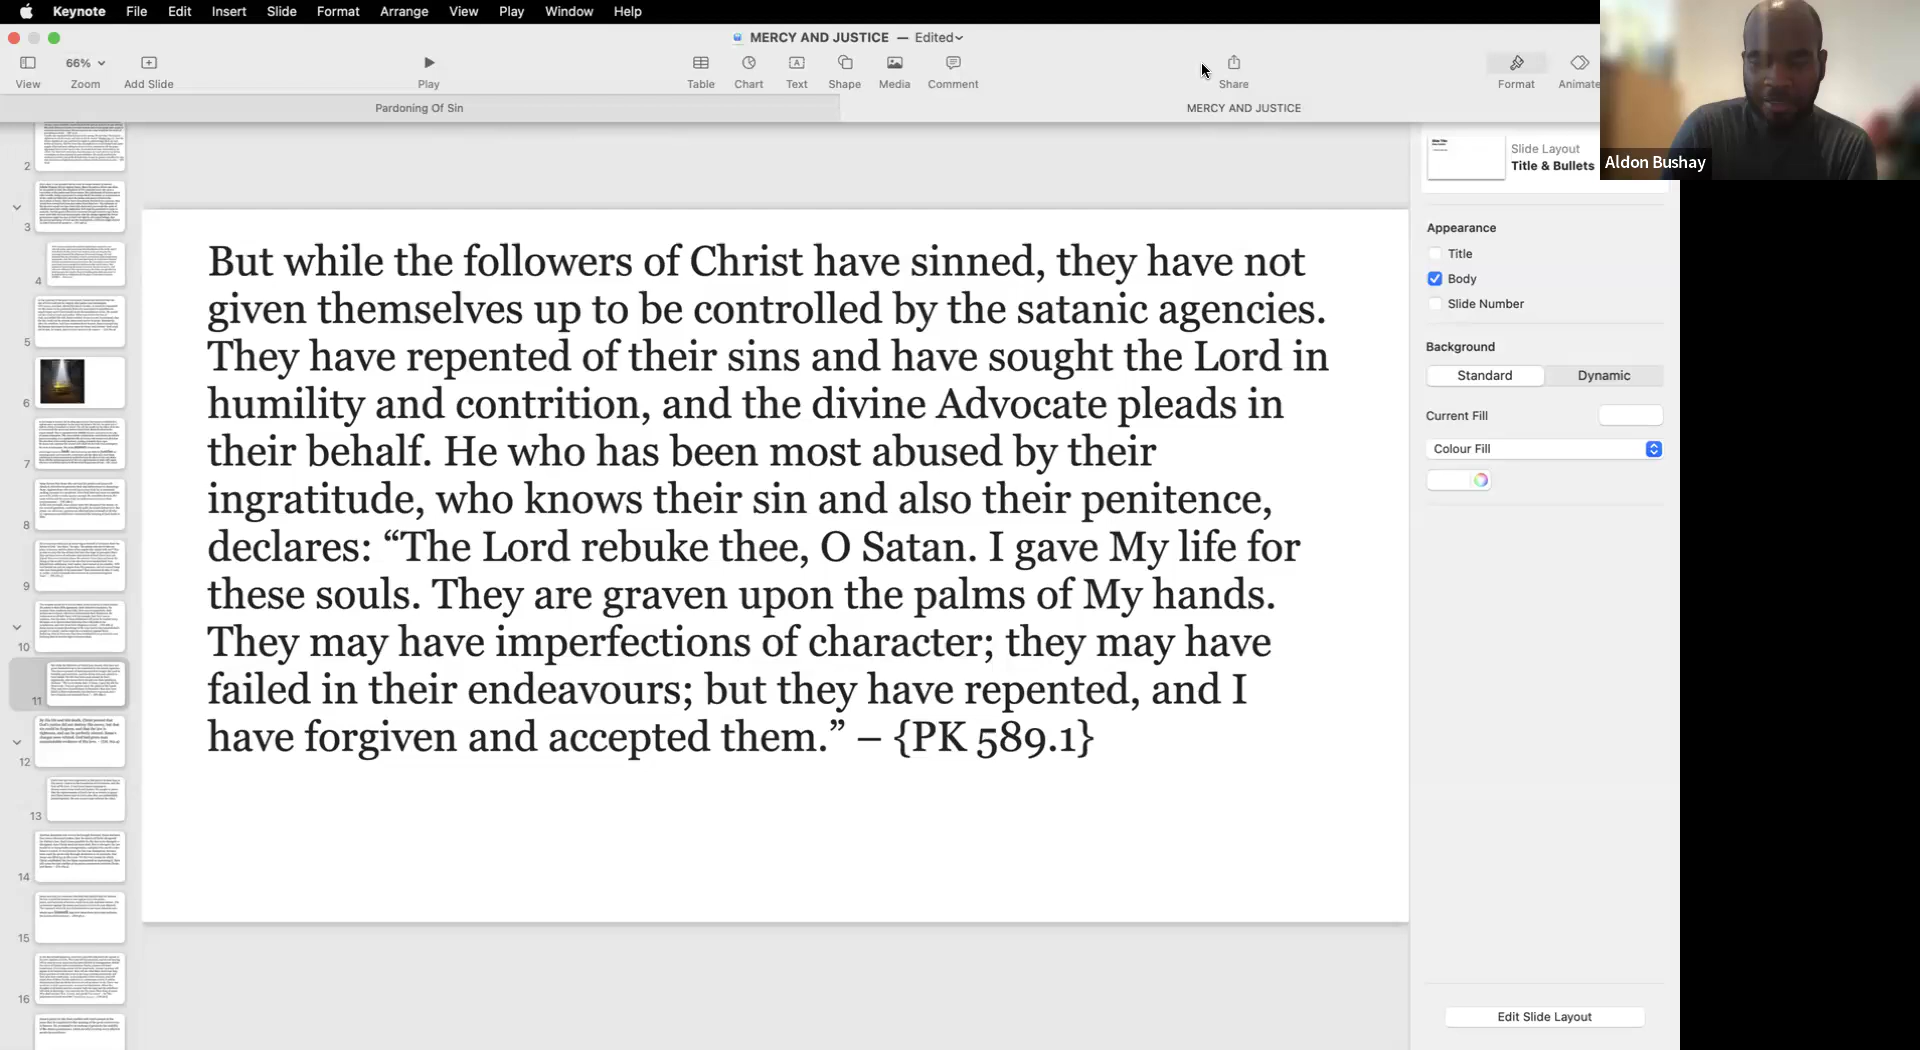 Keynote File Edit Insert Slide Format Arrange View Play Window Help
MERCY AND JUSTICE — Edited
66%
View Zoom Add Slide Play Table Chart Text Shape Media Comment Share Format Animate
Pardoning Of Sin MERCY AND JUSTICE
Aldon Bushay
2
3
4
5
6
7
8
9
10
11
12
13
14
15
16
But while the followers of Christ have sinned, they have not
given themselves up to be controlled by the satanic agencies.
They have repented of their sins and have sought the Lord in
humility and contrition, and the divine Advocate pleads in
their behalf. He who has been most abused by their
ingratitude, who knows their sin and also their penitence,
declares: “The Lord rebuke thee, O Satan. I gave My life for
these souls. They are graven upon the palms of My hands.
They may have imperfections of character; they may have
failed in their endeavours; but they have repented, and I
have forgiven and accepted them.” – {PK 589.1}
Slide Layout
Title & Bullets
Appearance
Title
Body
Slide Number
Background
Standard Dynamic
Current Fill
Colour Fill
Edit Slide Layout